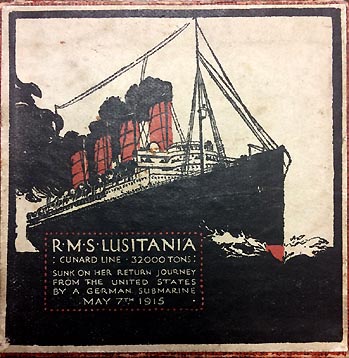 R·M·S·LUSITANIA
: CUNARD LINE · 32000 TONS :
SUNK ON HER RETURN JOURNEY
FROM THE UNITED STATES
BY A GERMAN SUBMARINE
MAY 7TH 1915